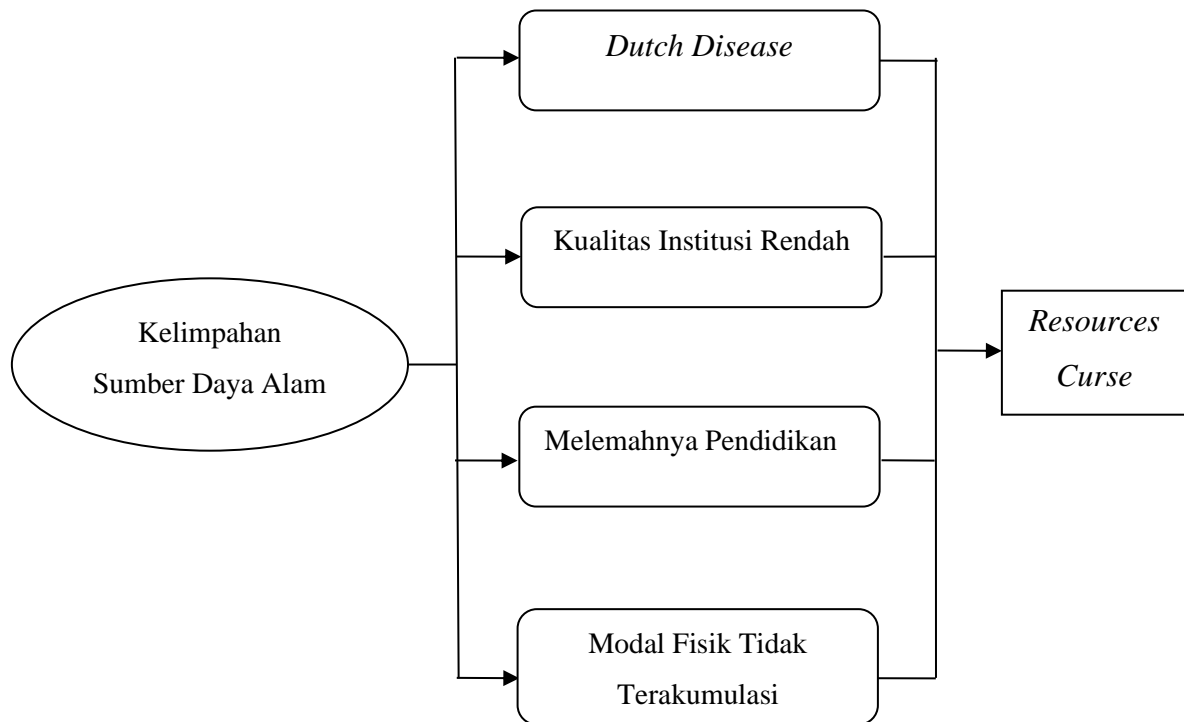 Dutch Disease
Kualitas Institusi Rendah
Kelimpahan
Sumber Daya Alam
Resources
Curse
Melemahnya Pendidikan
Modal Fisik Tidak
Terakumulasi